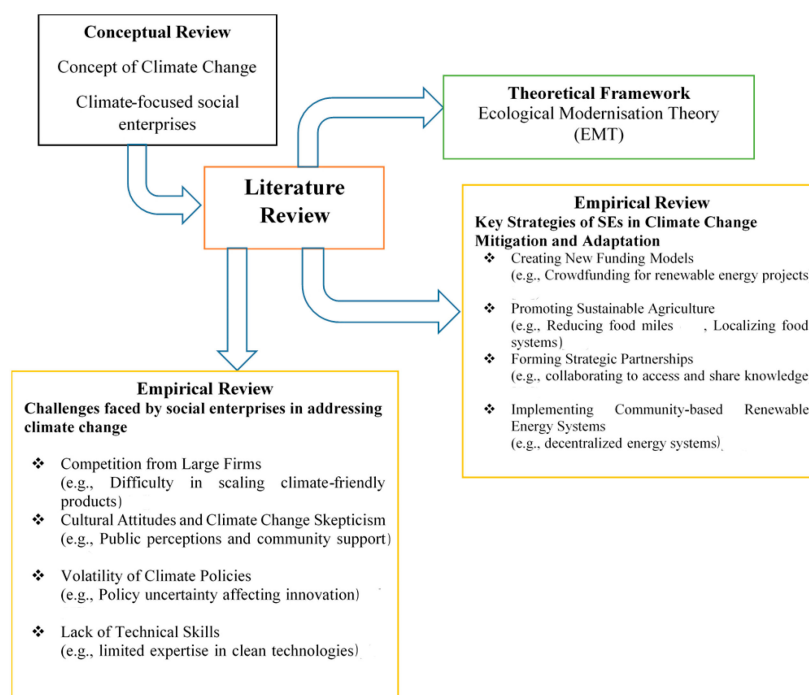 Conceptual Review
Concept of Climate Change
Climate-focused social
enterprises
Theoretical Framework
Ecological Modernisation Theory
(EMT)
Literature
Review
Empirical Review
Key Strategies of SEs in Climate Change
Mitigation and Adaptation
❖ Creating New Funding Models
(e.g., Crowdfunding for renewable energy projects
❖ Promoting Sustainable Agriculture
(e.g., Reducing food miles , Localizing food
systems)
❖ Forming Strategic Partnerships
(e.g., collaborating to access and share knowledge
❖ Implementing Community-based Renewable
Energy Systems
(e.g., decentralized energy systems)
Empirical Review
Challenges faced by social enterprises in addressing
climate change
❖ Competition from Large Firms
(e.g., Difficulty in scaling climate-friendly
products)
❖ Cultural Attitudes and Climate Change Skepticism
(e.g., Public perceptions and community support)
❖ Volatility of Climate Policies
(e.g., Policy uncertainty affecting innovation)
❖ Lack of Technical Skills
(e.g., limited expertise in clean technologies)